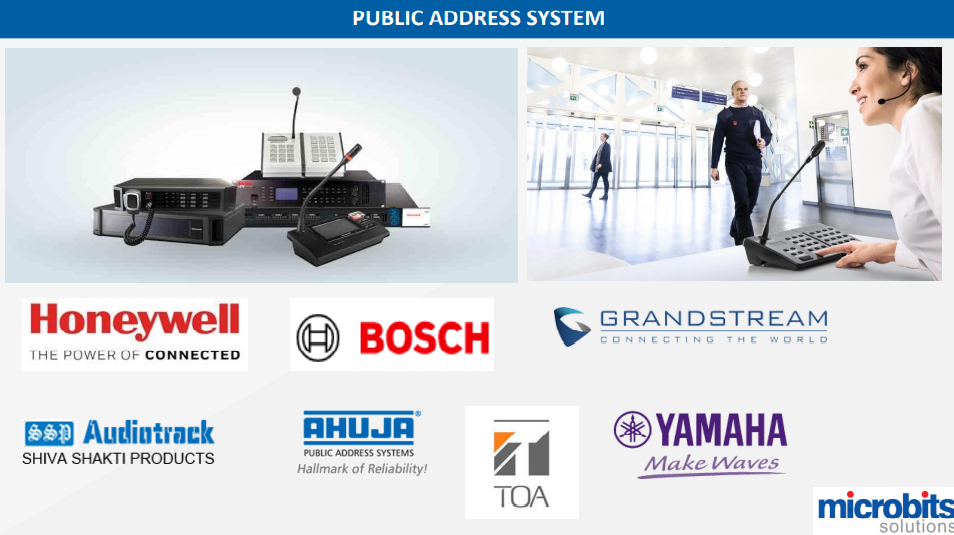 PUBLIC ADDRESS SYSTEM
Honeywell
THE POWER OF CONNECTED
BOSCH
GRANDSTREAM
CONNECTING THE WORLD
SSP Audiotrack
SHIVA SHAKTI PRODUCTS
AHUJA®
PUBLIC ADDRESS SYSTEMS
Hallmark of Reliability!
TOA
YAMAHA
Make Waves
microbits
solutions